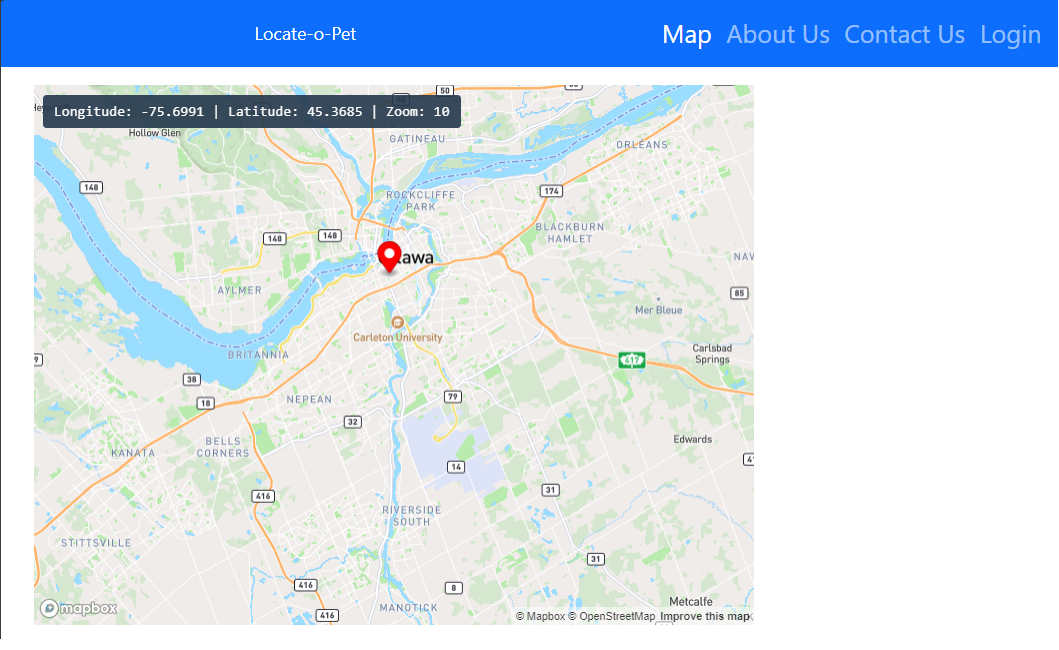 Locate-o-Pet
Map About Us Contact Us Login
50
Longitude: -75.6991 | Latitude: 45.3685 | Zoom: 10
Hollow Glen
GATINEAU
ORLÉANS
148
174
ROCKCLIFFE
PARK
BLACKBURN
HAMLET
148
148
tawa
NAV
AYLMER
85
Mer Bleue
Carleton University
BRITANNIA
Carlsbad
Springs
9
417
38
NEPEAN
79
18
32
BELLS
CORNERS
KANATA
Edwards
14
416
31
RIVERSIDE
SOUTH
STITTSVILLE
31
416
8
MANOTICK
Metcalfe
416
mapbox
© Mapbox © OpenStreetMap Improve this map